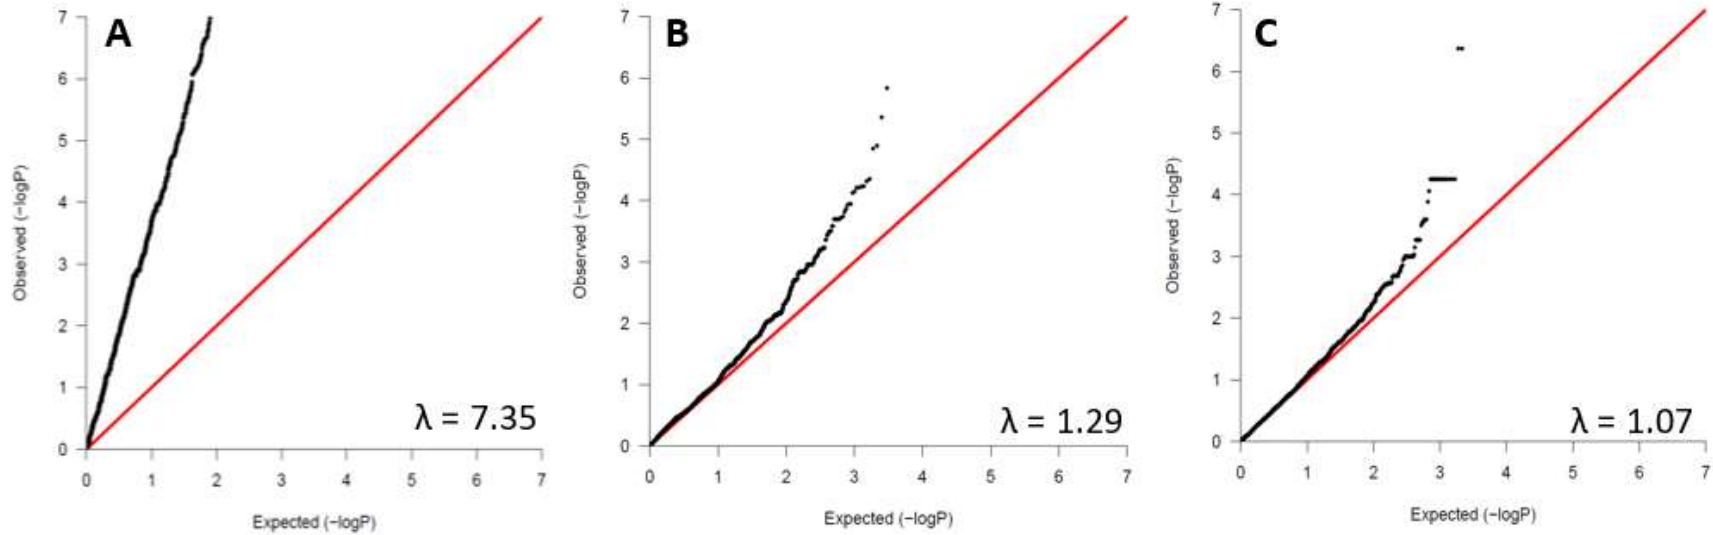 A
7
6
5
4
3
2
1
0
Observed (−logP)
0 1 2 3 4 5 6 7
Expected (−logP)
λ = 7.35
B
7
6
5
4
3
2
1
0
Observed (−logP)
0 1 2 3 4 5 6 7
Expected (−logP)
λ = 1.29
C
7
6
5
4
3
2
1
0
Observed (−logP)
0 1 2 3 4 5 6 7
Expected (−logP)
λ = 1.07